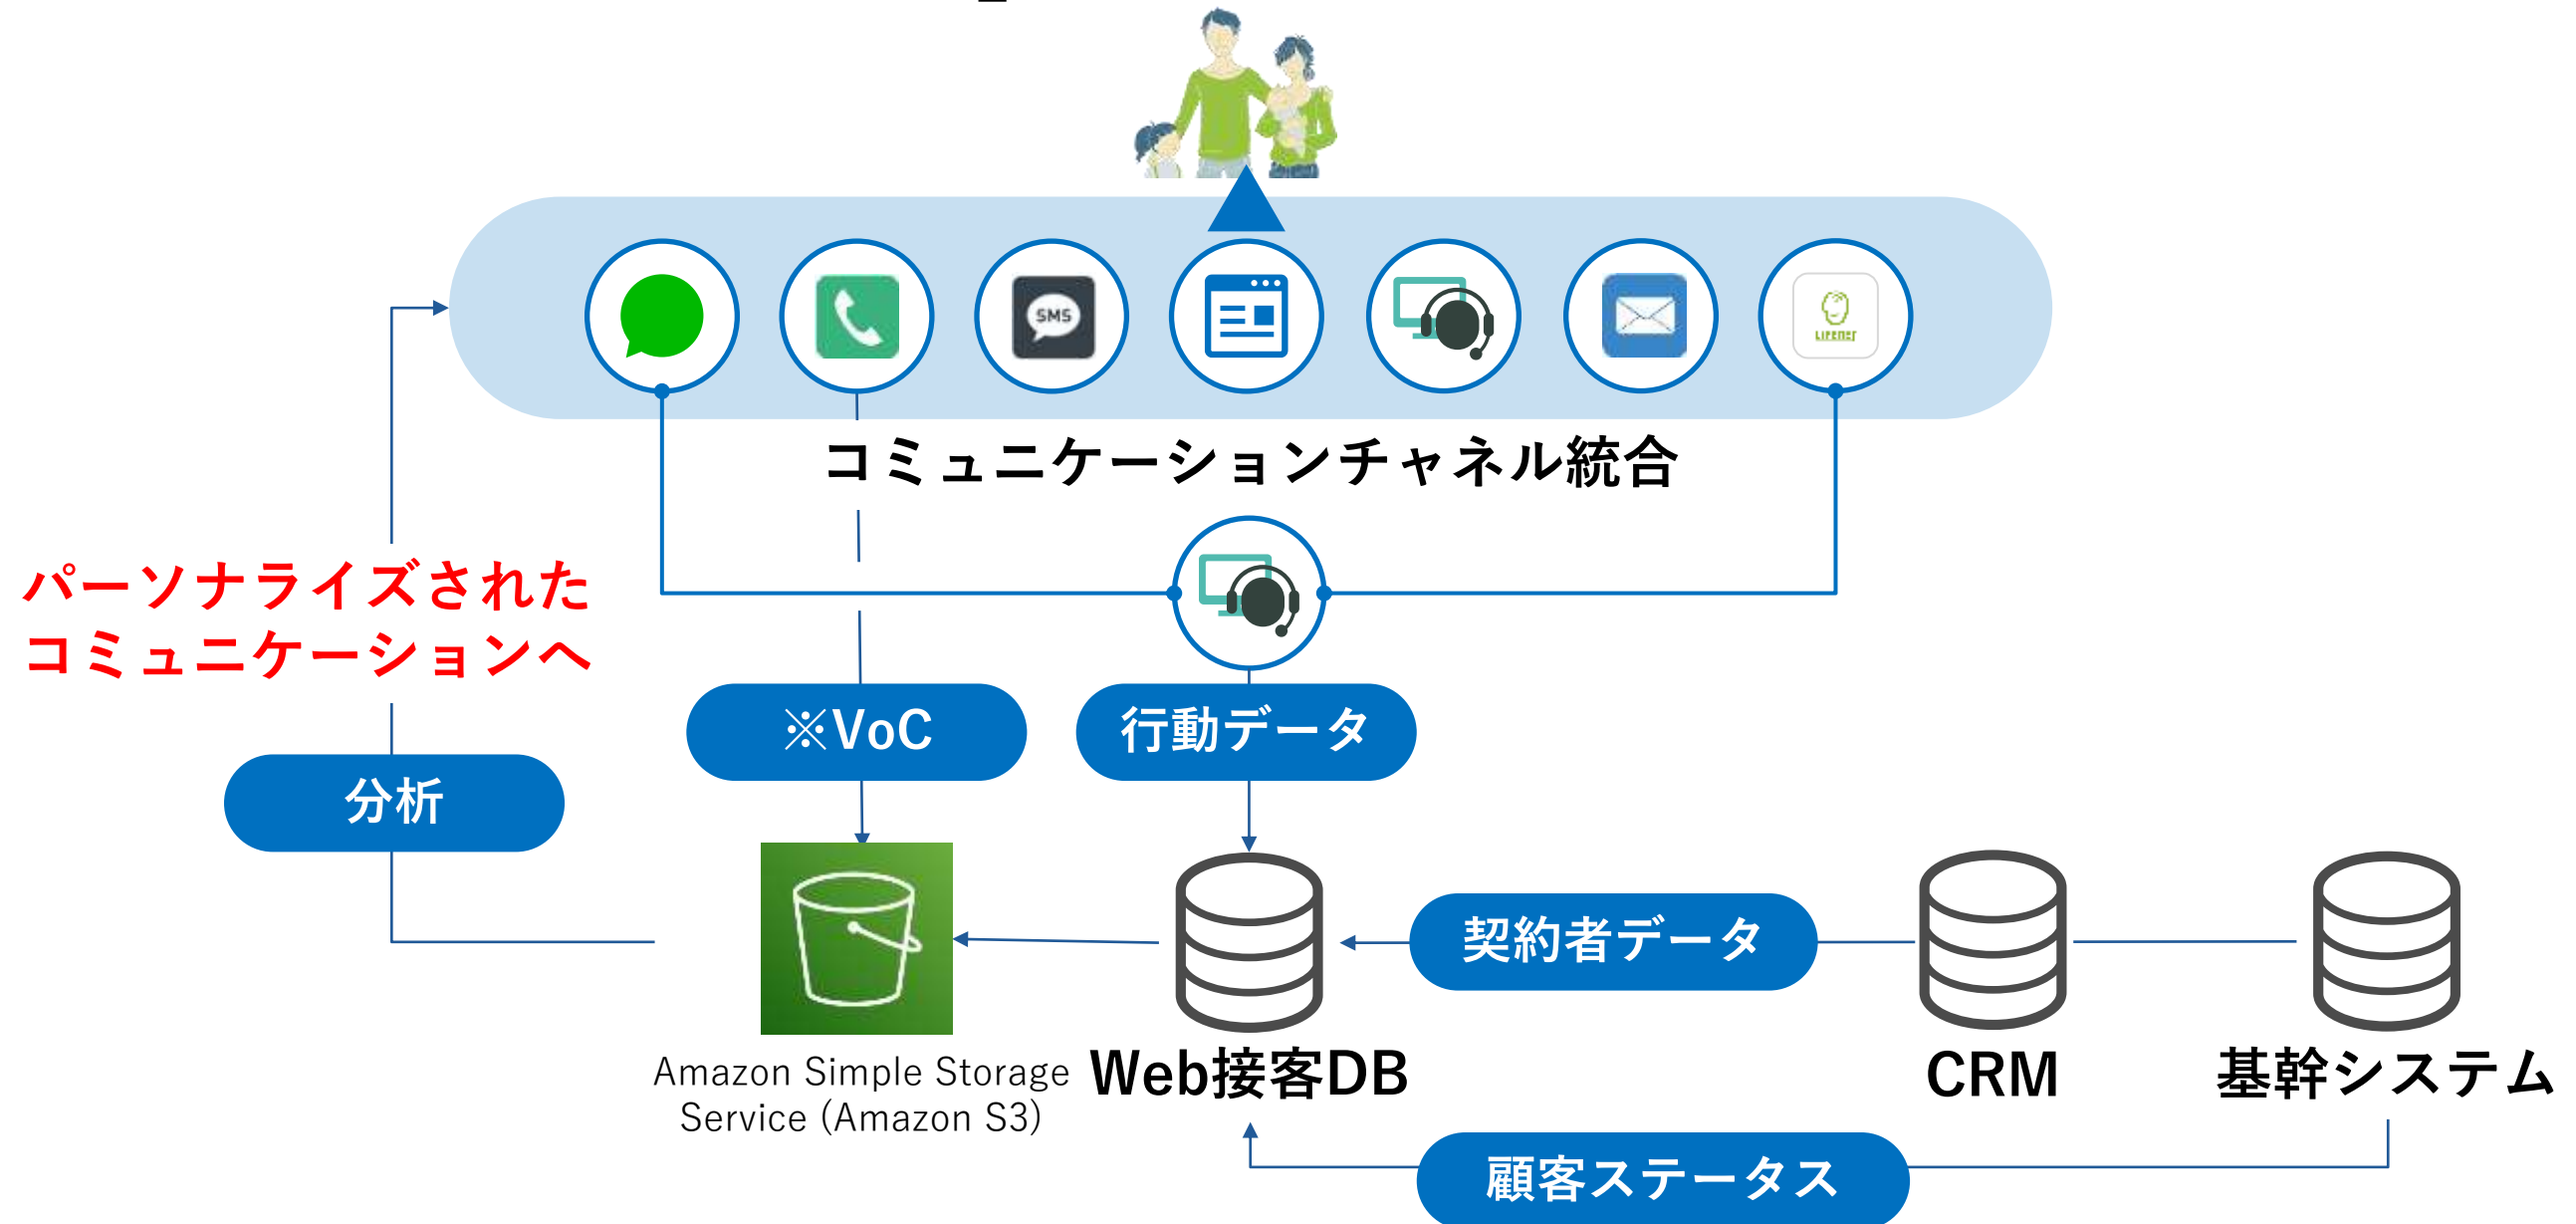 SMS
LIFENET
コミュニケーションチャネル統合
パーソナライズされた
コミュニケーションへ
※VoC
行動データ
分析
契約者データ
Amazon Simple Storage
Service (Amazon S3)
Web接客DB
CRM
基幹システム
顧客ステータス